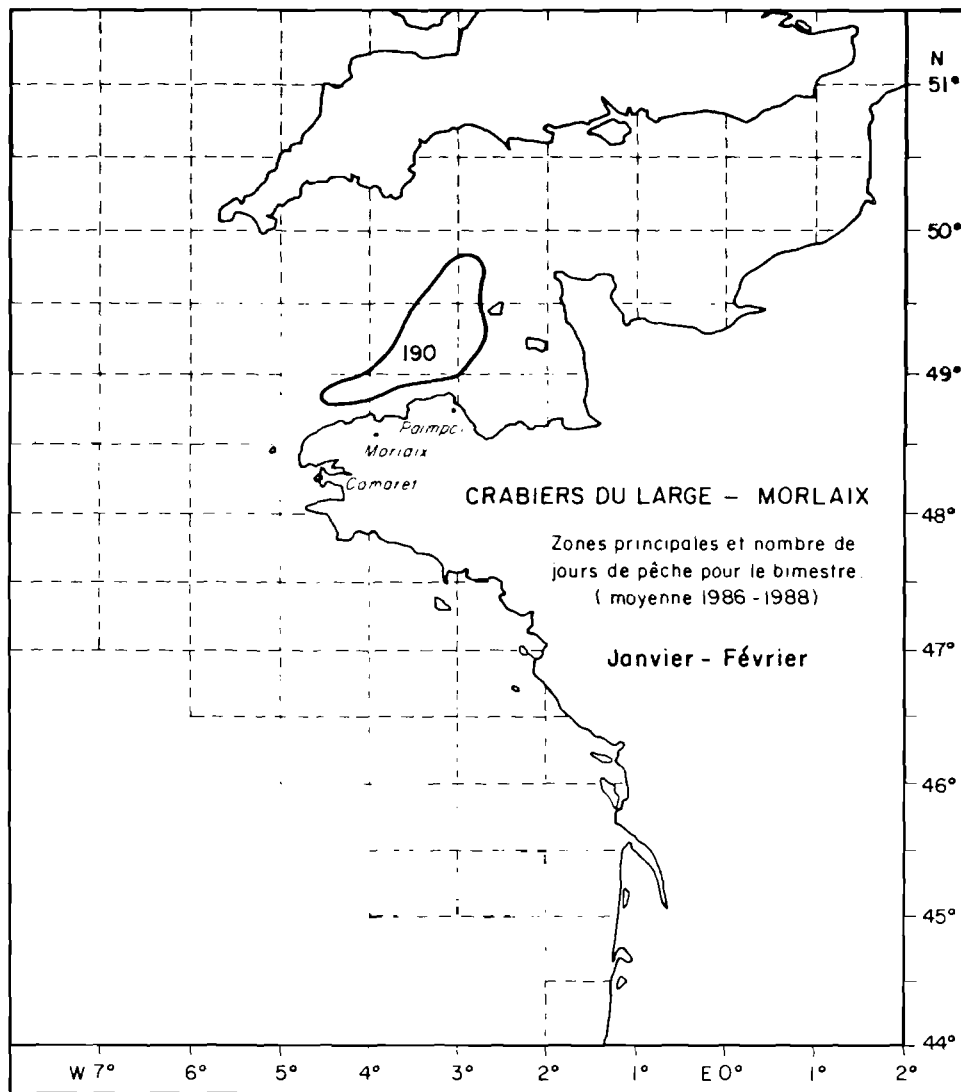 N
51°
50°
190
49°
Paimpol
Morlaix
Camaret
CRABIERS DU LARGE – MORLAIX
48°
Zones principales et nombre de
jours de pêche pour le bimestre.
( moyenne 1986 - 1988)
47°
Janvier - Février
46°
45°
44°
W 7° 6° 5° 4° 3° 2° 1° E 0° 1° 2°